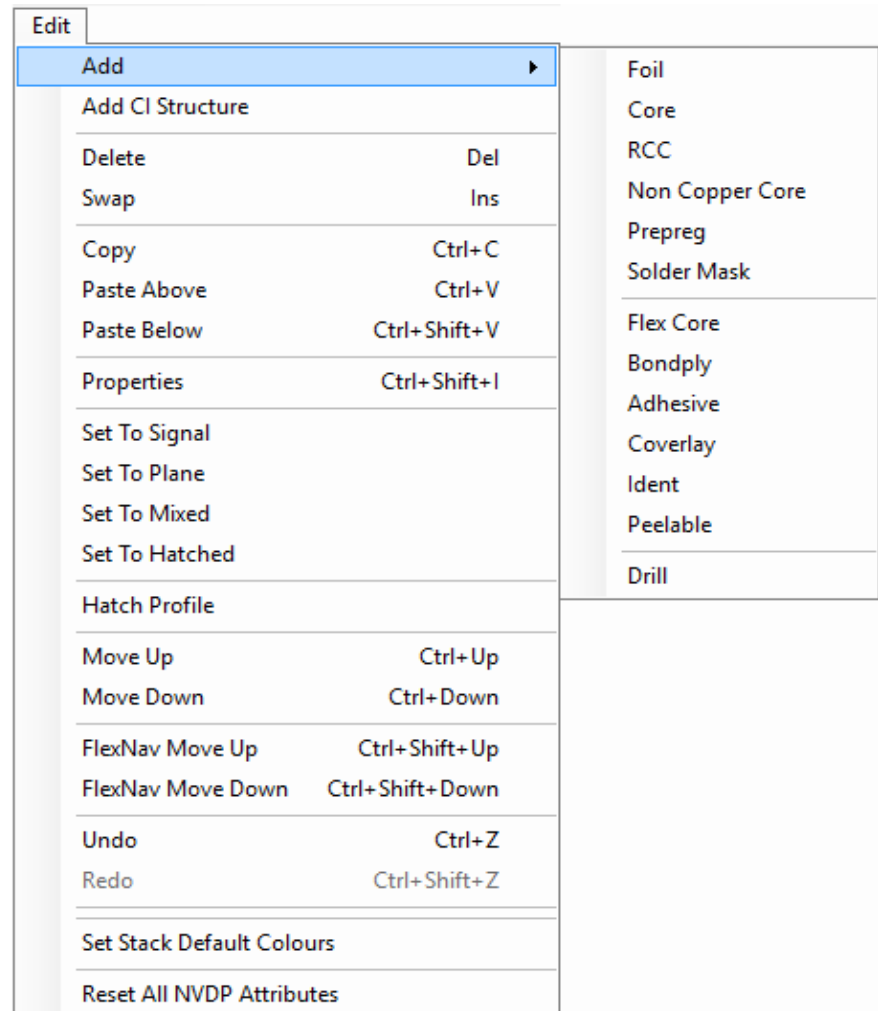 Edit
Add
Add CI Structure
Delete Del
Swap Ins
Copy Ctrl+C
Paste Above Ctrl+V
Paste Below Ctrl+Shift+V
Properties Ctrl+Shift+I
Set To Signal
Set To Plane
Set To Mixed
Set To Hatched
Hatch Profile
Move Up Ctrl+Up
Move Down Ctrl+Down
FlexNav Move Up Ctrl+Shift+Up
FlexNav Move Down Ctrl+Shift+Down
Undo Ctrl+Z
Redo Ctrl+Shift+Z
Set Stack Default Colours
Reset All NVDP Attributes
Foil
Core
RCC
Non Copper Core
Prepreg
Solder Mask
Flex Core
Bondply
Adhesive
Coverlay
Ident
Peelable
Drill